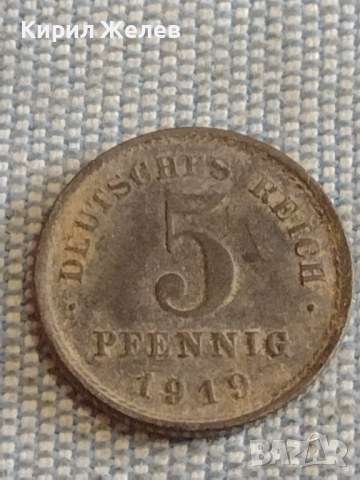 Кирил Желев
· DEUTSCHES REICH ·
5
PFENNIG
1919
BAZAR